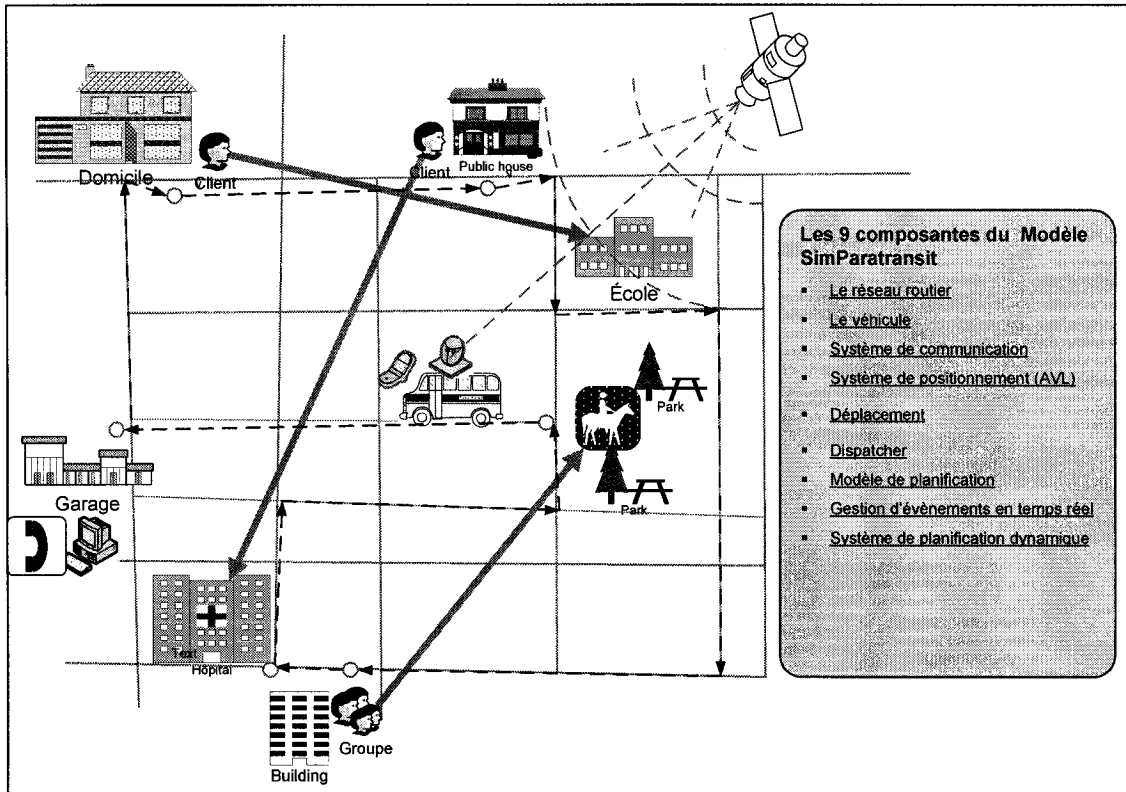 Public house
Domicile
Client
Client
École
Les 9 composantes du Modèle
SimParatransit
Le réseau routier
Le véhicule
Système de communication
Système de positionnement (AVL)
Déplacement
Dispatcher
Modèle de planification
Gestion d'évènements en temps réel
Système de planification dynamique
Park
Park
Garage
Text
Hôpital
Groupe
Building